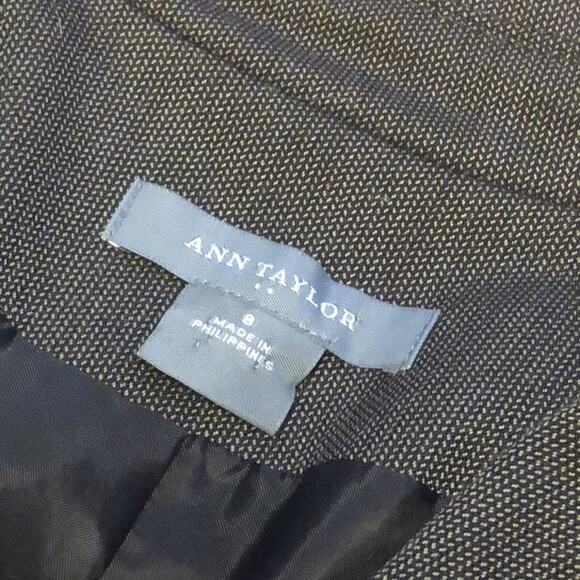 ANN TAYLOR
8
MADE IN
PHILIPPINES